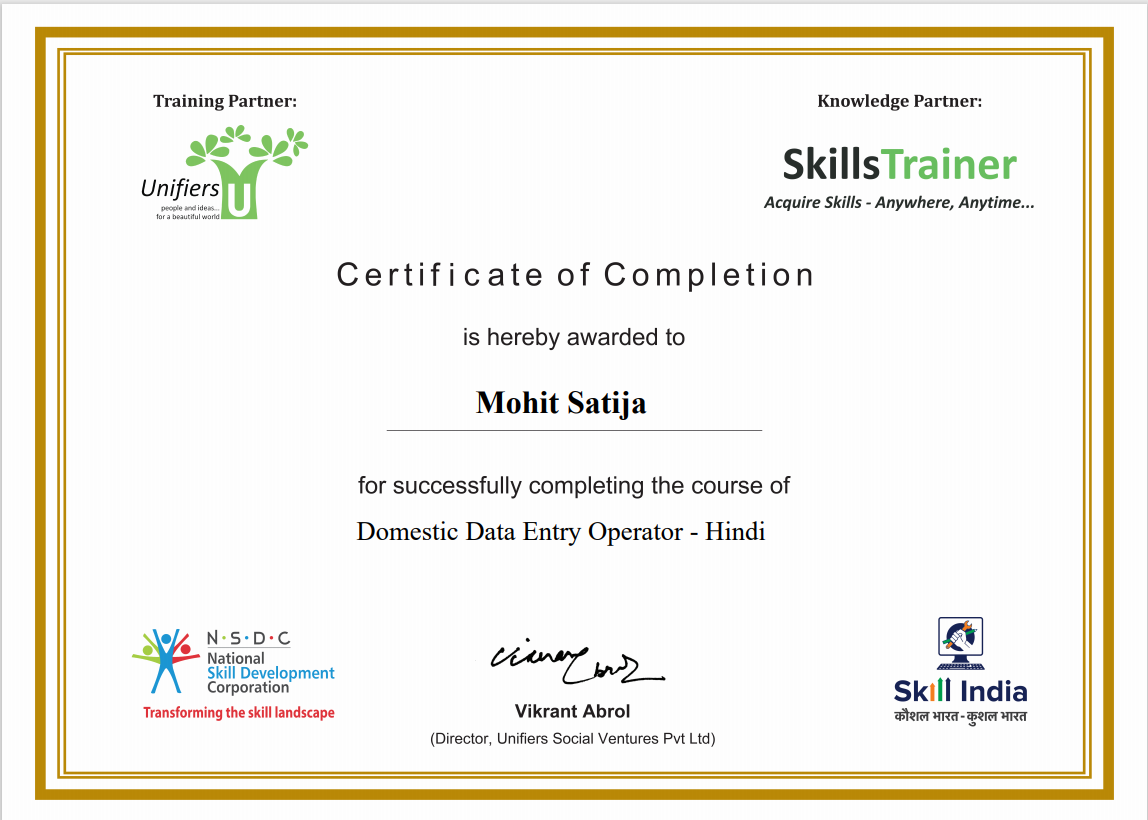 Training Partner:
Knowledge Partner:
Unifiers
people and ideas...
for a beautiful world
U
SkillsTrainer
Acquire Skills - Anywhere, Anytime...
Certificate of Completion
is hereby awarded to
Mohit Satija
for successfully completing the course of
Domestic Data Entry Operator - Hindi
N·S·D·C
National
Skill Development
Corporation
Transforming the skill landscape
Vikrant Abrol
Vikrant Abrol
(Director, Unifiers Social Ventures Pvt Ltd)
Skill India
कौशल भारत - कुशल भारत